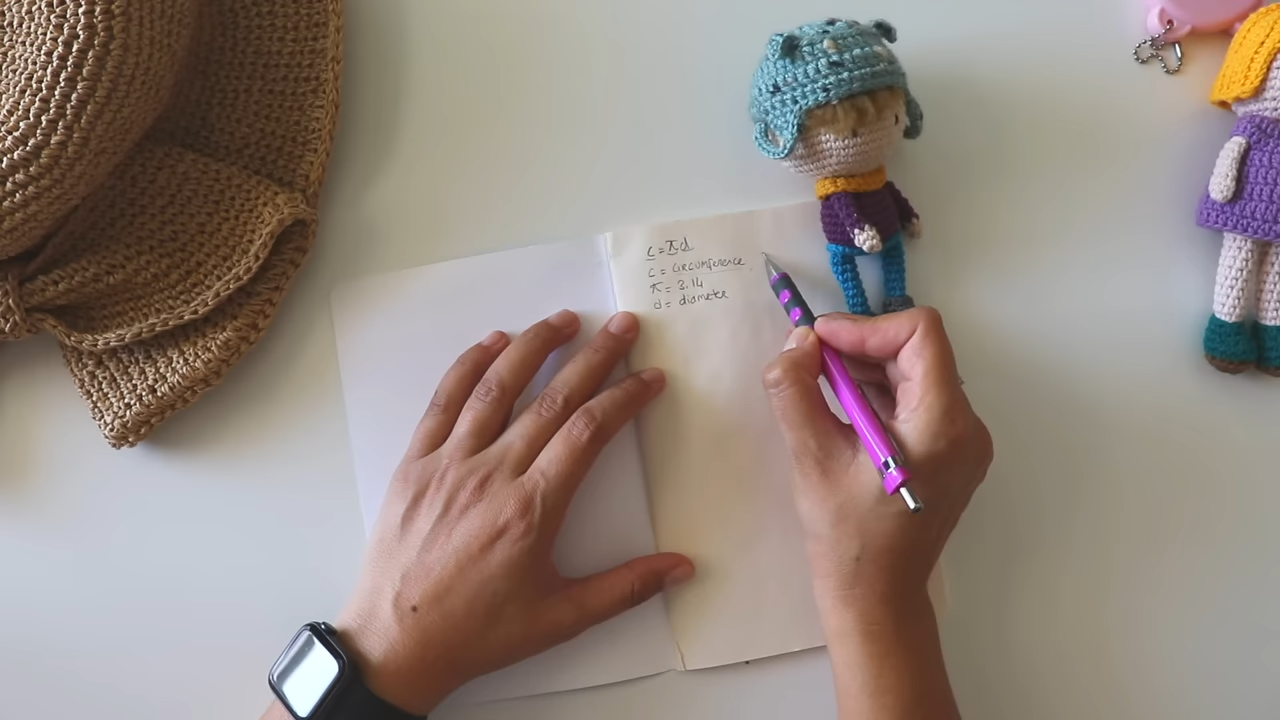 c = πd
c = circumference
π = 3.14
d = diameter